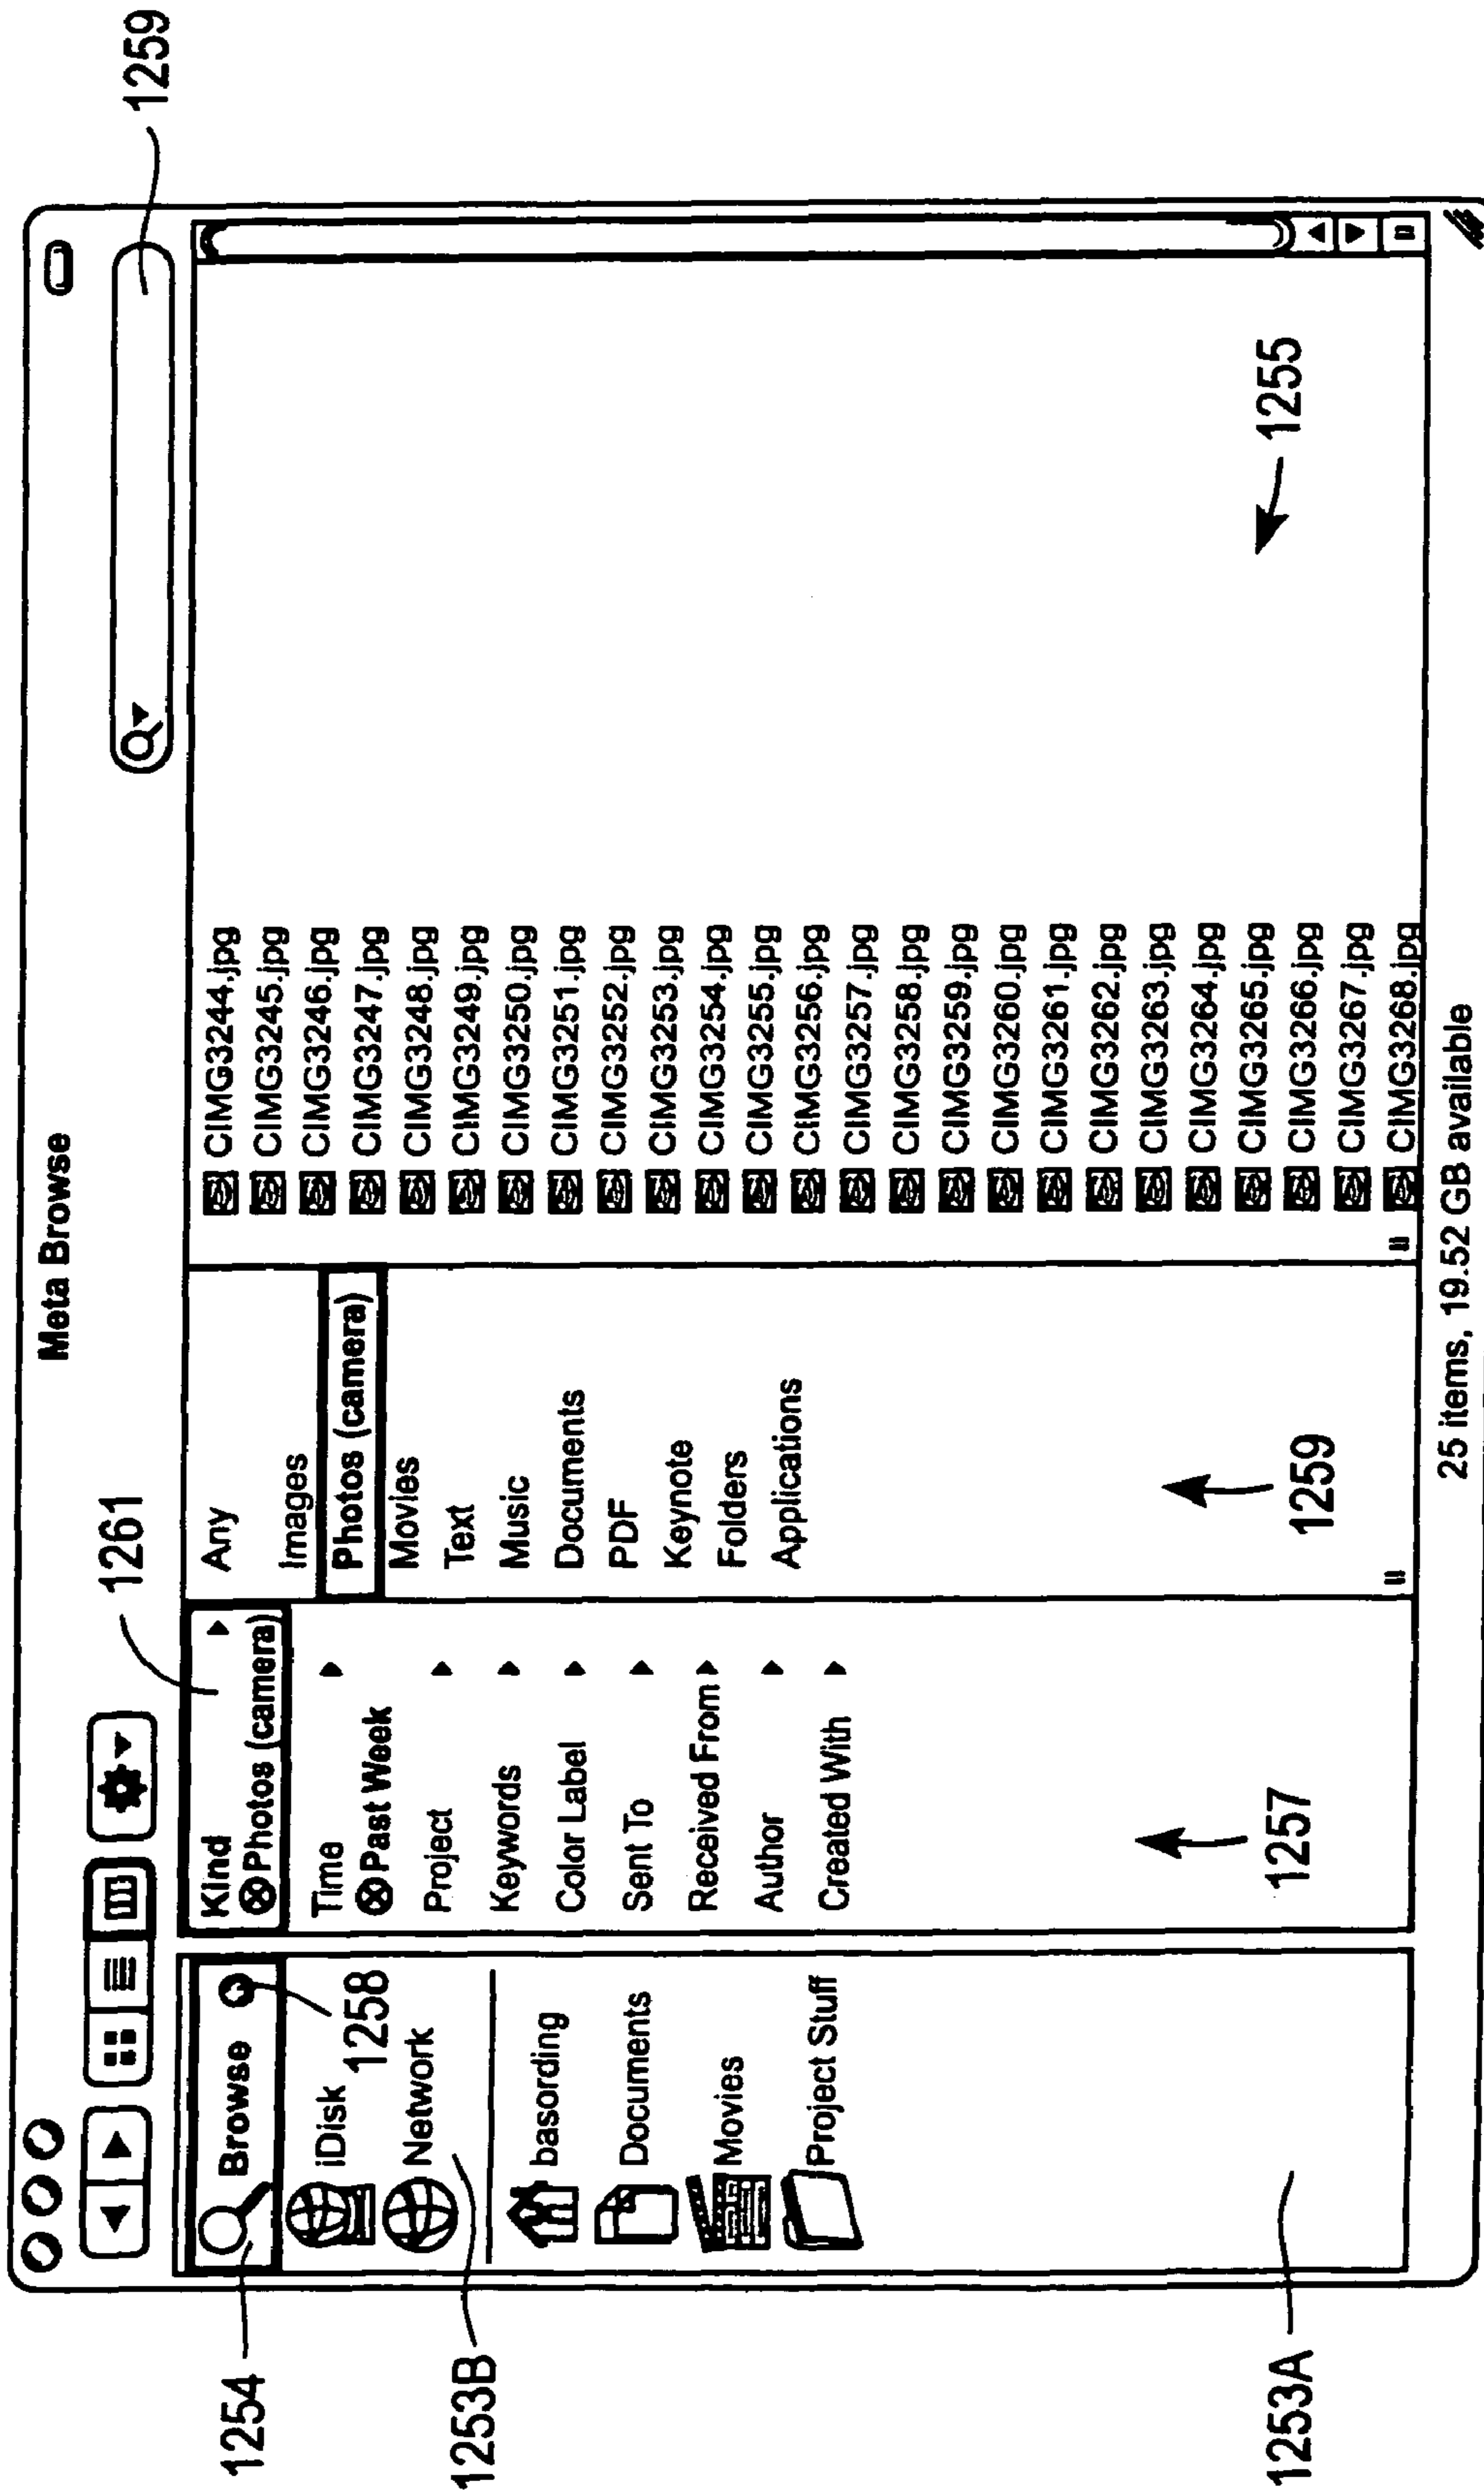 Meta Browse
1259
1261
1254
Browse
1258
iDisk
Network
1253B
basording
Documents
Movies
Project Stuff
1253A
Kind
Photos (camera)
Time
Past Week
Project
Keywords
Color Label
Sent To
Received From
Author
Created With
1257
Any
Images
Photos (camera)
Movies
Text
Music
Documents
PDF
Keynote
Folders
Applications
1259
CIMG3244.jpg
CIMG3245.jpg
CIMG3246.jpg
CIMG3247.jpg
CIMG3248.jpg
CIMG3249.jpg
CIMG3250.jpg
CIMG3251.jpg
CIMG3252.jpg
CIMG3253.jpg
CIMG3254.jpg
CIMG3255.jpg
CIMG3256.jpg
CIMG3257.jpg
CIMG3258.jpg
CIMG3259.jpg
CIMG3260.jpg
CIMG3261.jpg
CIMG3262.jpg
CIMG3263.jpg
CIMG3264.jpg
CIMG3265.jpg
CIMG3266.jpg
CIMG3267.jpg
CIMG3268.jpg
1255
25 items, 19.52 GB available